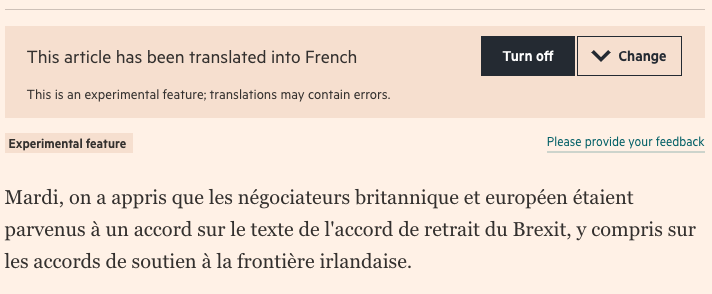 This article has been translated into French
Turn off
Change
This is an experimental feature; translations may contain errors.
Experimental feature
Please provide your feedback
Mardi, on a appris que les négociateurs britannique et européen étaient
parvenus à un accord sur le texte de l'accord de retrait du Brexit, y compris sur
les accords de soutien à la frontière irlandaise.